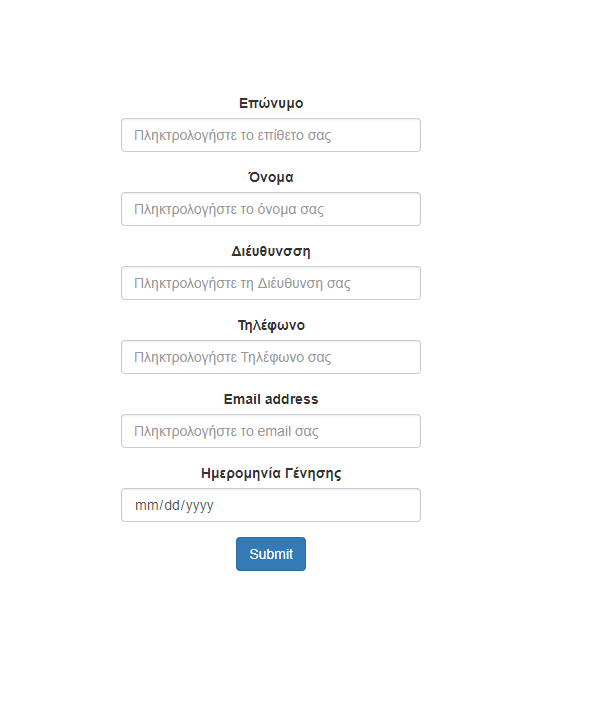 Επώνυμο
Πληκτρολογήστε το επίθετο σας
Όνομα
Πληκτρολογήστε το όνομα σας
Διέυθυνσση
Πληκτρολογήστε τη Διέυθυνση σας
Τηλέφωνο
Πληκτρολογήστε Τηλέφωνο σας
Email address
Πληκτρολογήστε το email σας
Ημερομηνία Γένησης
mm/dd/yyyy
Submit